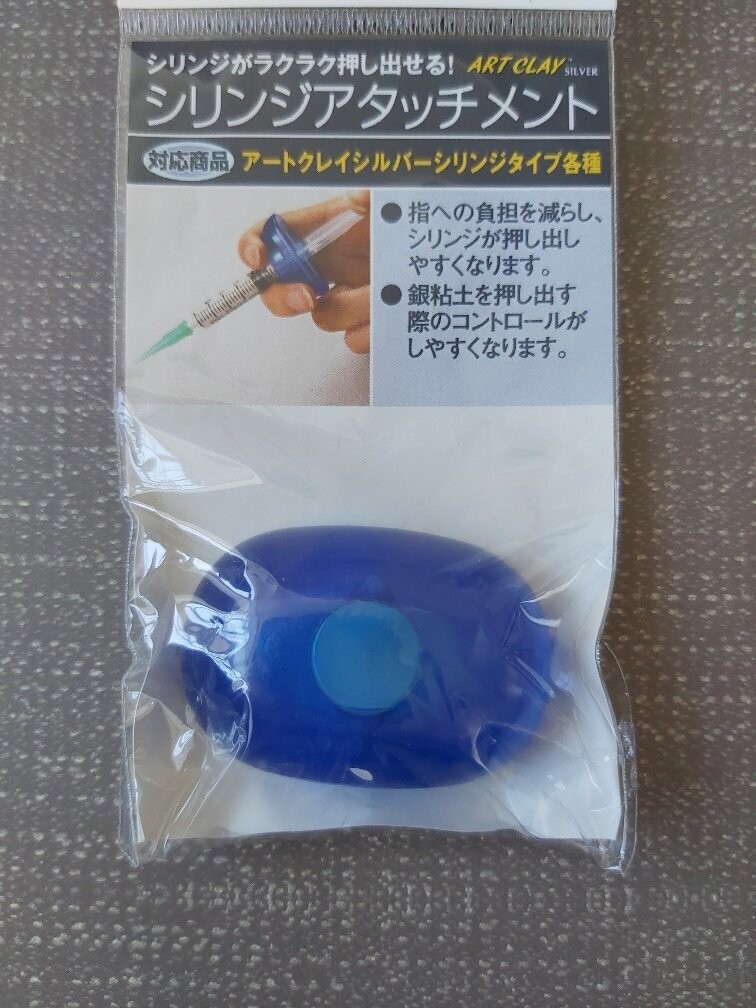 シリンジがラクラク押し出せる! ART CLAY SILVER
シリンジアタッチメント
対応商品 アートクレイシルバーシリンジタイプ各種
●指への負担を減らし、
シリンジが押し出し
やすくなります。
●銀粘土を押し出す
際のコントロールが
しやすくなります。